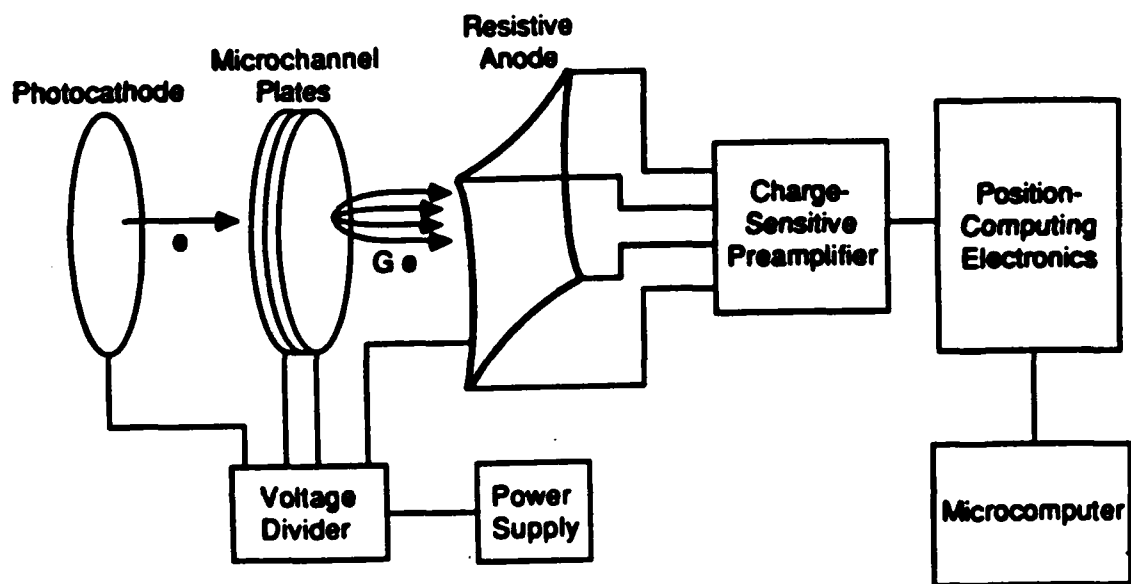 Resistive
Anode
Microchannel
Plates
Photocathode
e
G e
Charge-
Sensitive
Preamplifier
Position-
Computing
Electronics
Voltage
Divider
Power
Supply
Microcomputer